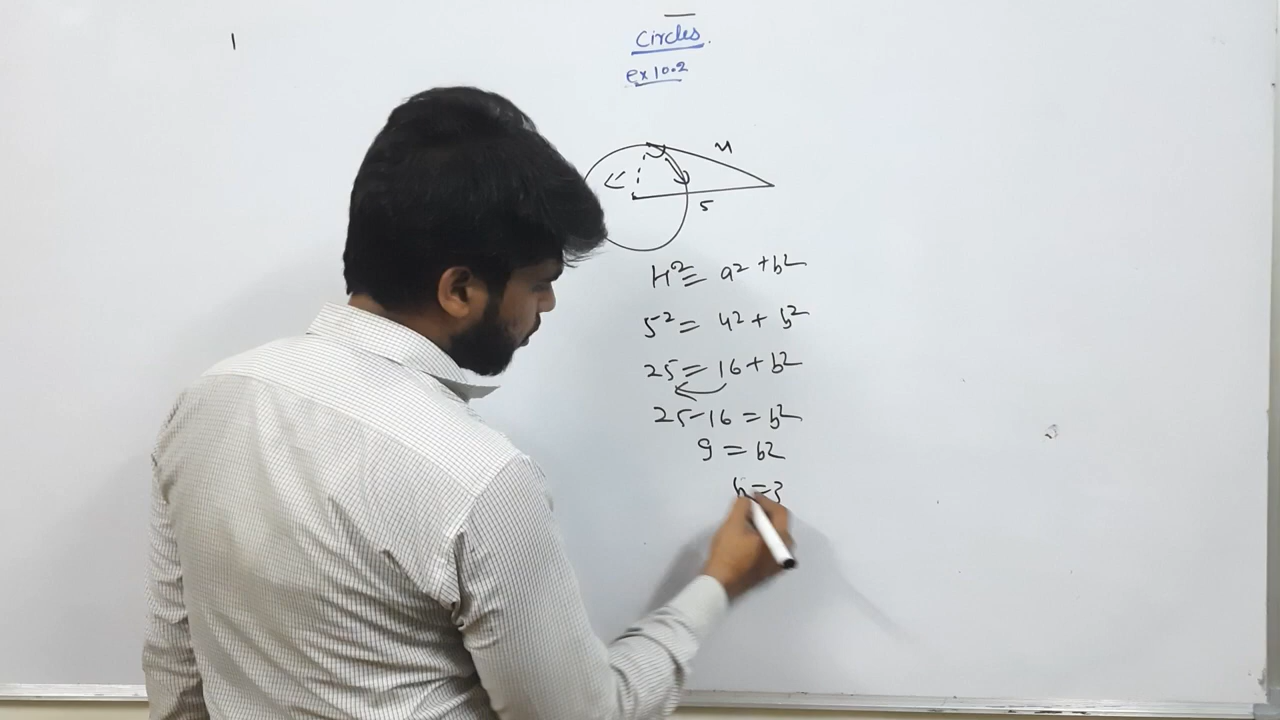 Circles.
ex 10.2
4
5
H² = a² + b²
5² = 4² + b²
25 = 16 + b²
25 - 16 = b²
9 = b²
b = 3